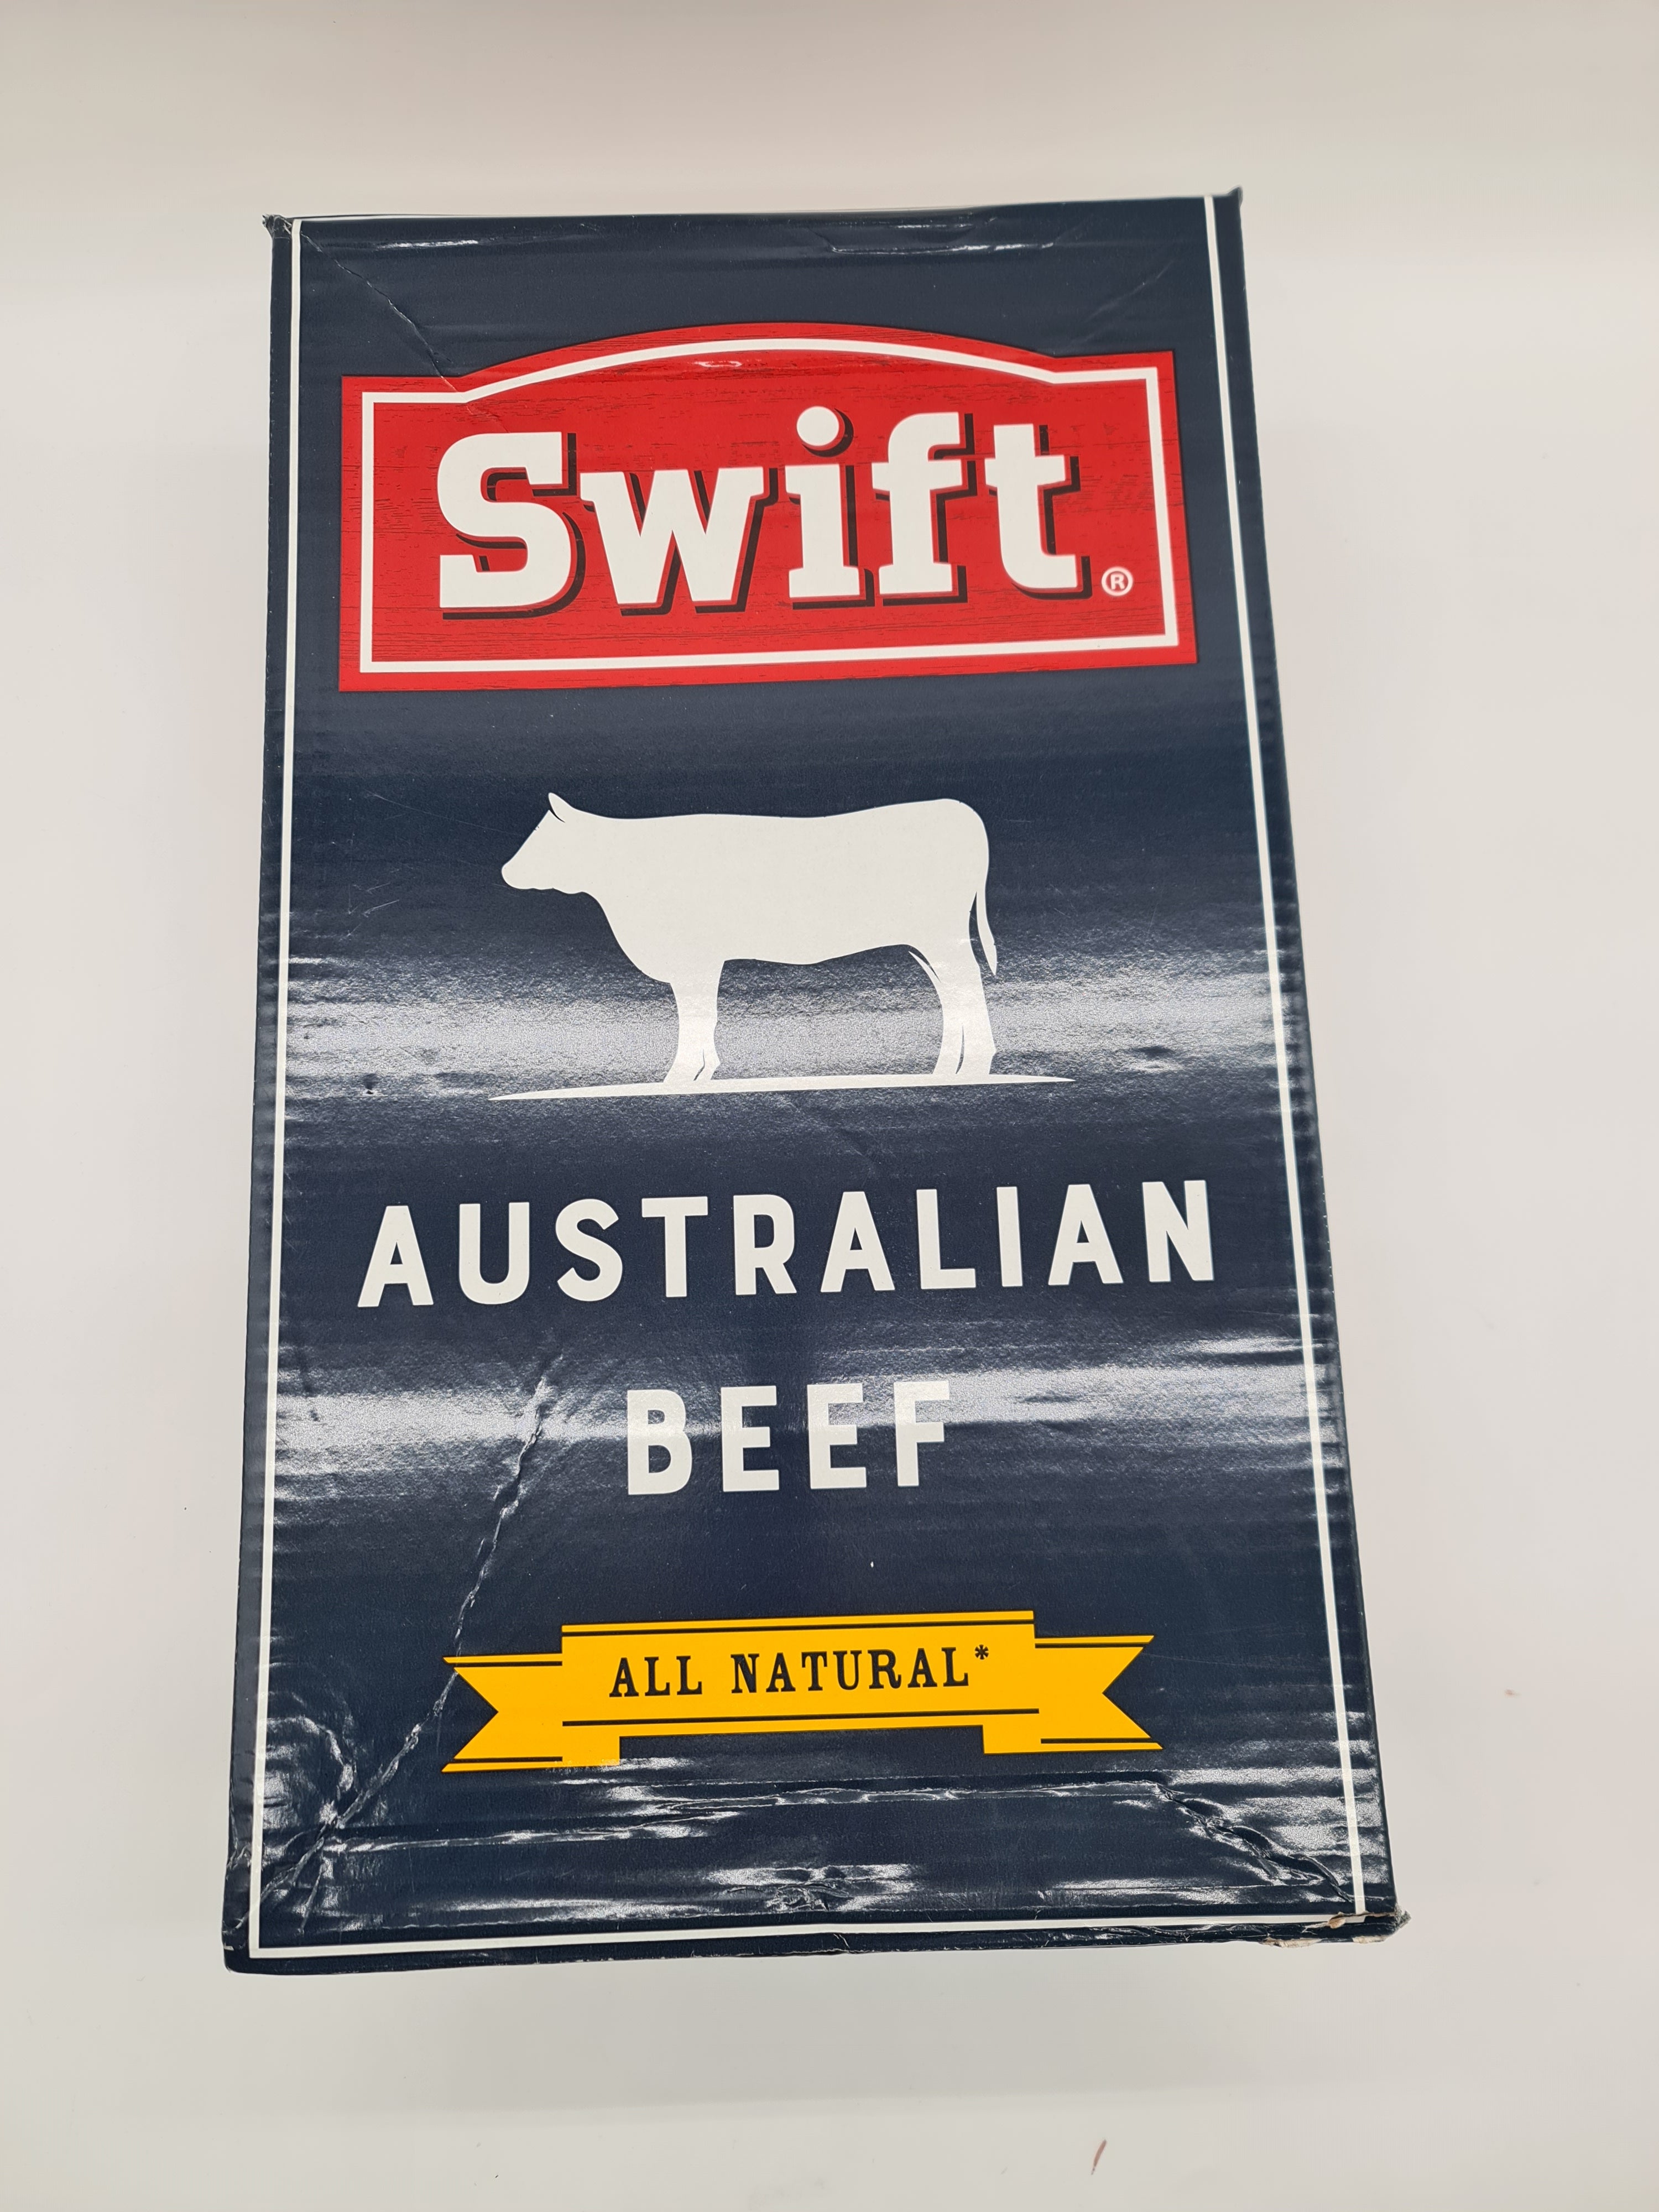 Swift®
AUSTRALIAN
BEEF
ALL NATURAL*